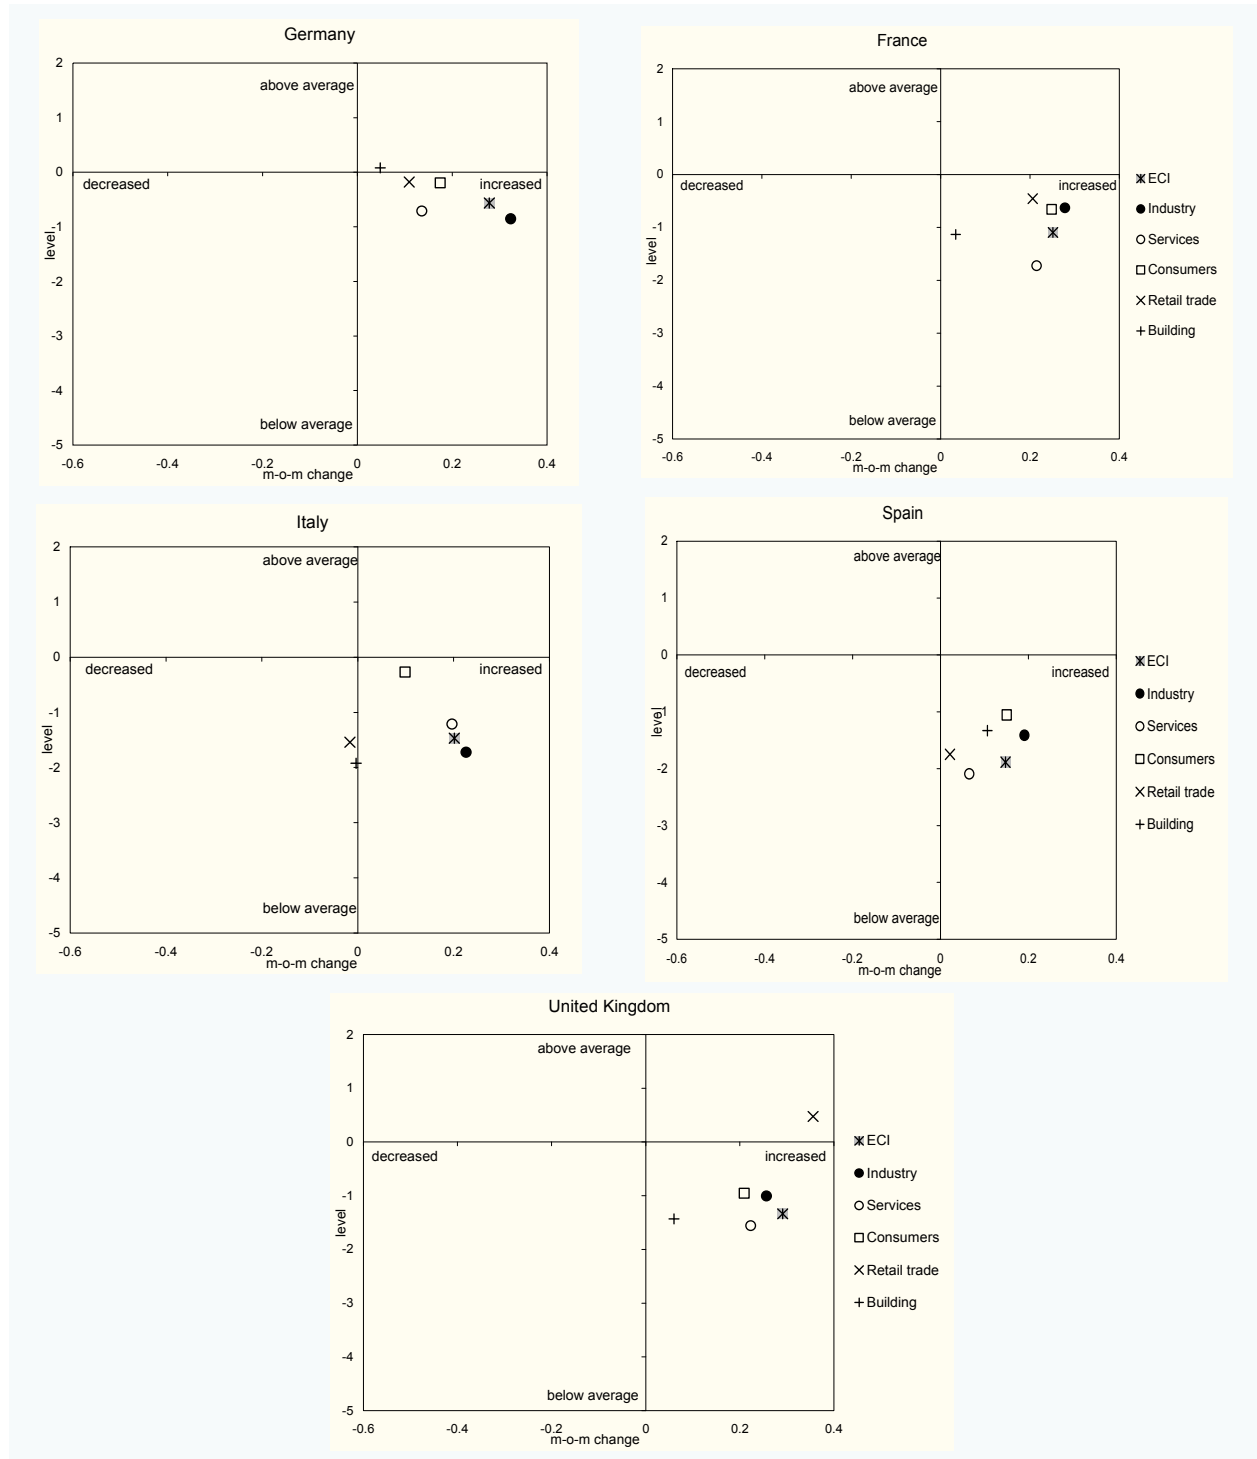 Germany
2
above average
1
0
decreased
increased
-1
level
-2
-3
-4
below average
-5
-0.6
-0.4
-0.2
0
0.2
0.4
m-o-m change
France
2
above average
1
0
decreased
increased
-1
level
-2
-3
-4
below average
-5
-0.6
-0.4
-0.2
0
0.2
0.4
m-o-m change
ECI
Industry
Services
Consumers
Retail trade
Building
Italy
2
above average
1
0
decreased
increased
-1
level
-2
-3
-4
below average
-5
-0.6
-0.4
-0.2
0
0.2
0.4
m-o-m change
Spain
2
above average
1
0
decreased
increased
-1
level
-2
-3
-4
below average
-5
-0.6
-0.4
-0.2
0
0.2
0.4
m-o-m change
ECI
Industry
Services
Consumers
Retail trade
Building
United Kingdom
2
above average
1
0
decreased
increased
-1
level
-2
-3
-4
below average
-5
-0.6
-0.4
-0.2
0
0.2
0.4
m-o-m change
ECI
Industry
Services
Consumers
Retail trade
Building